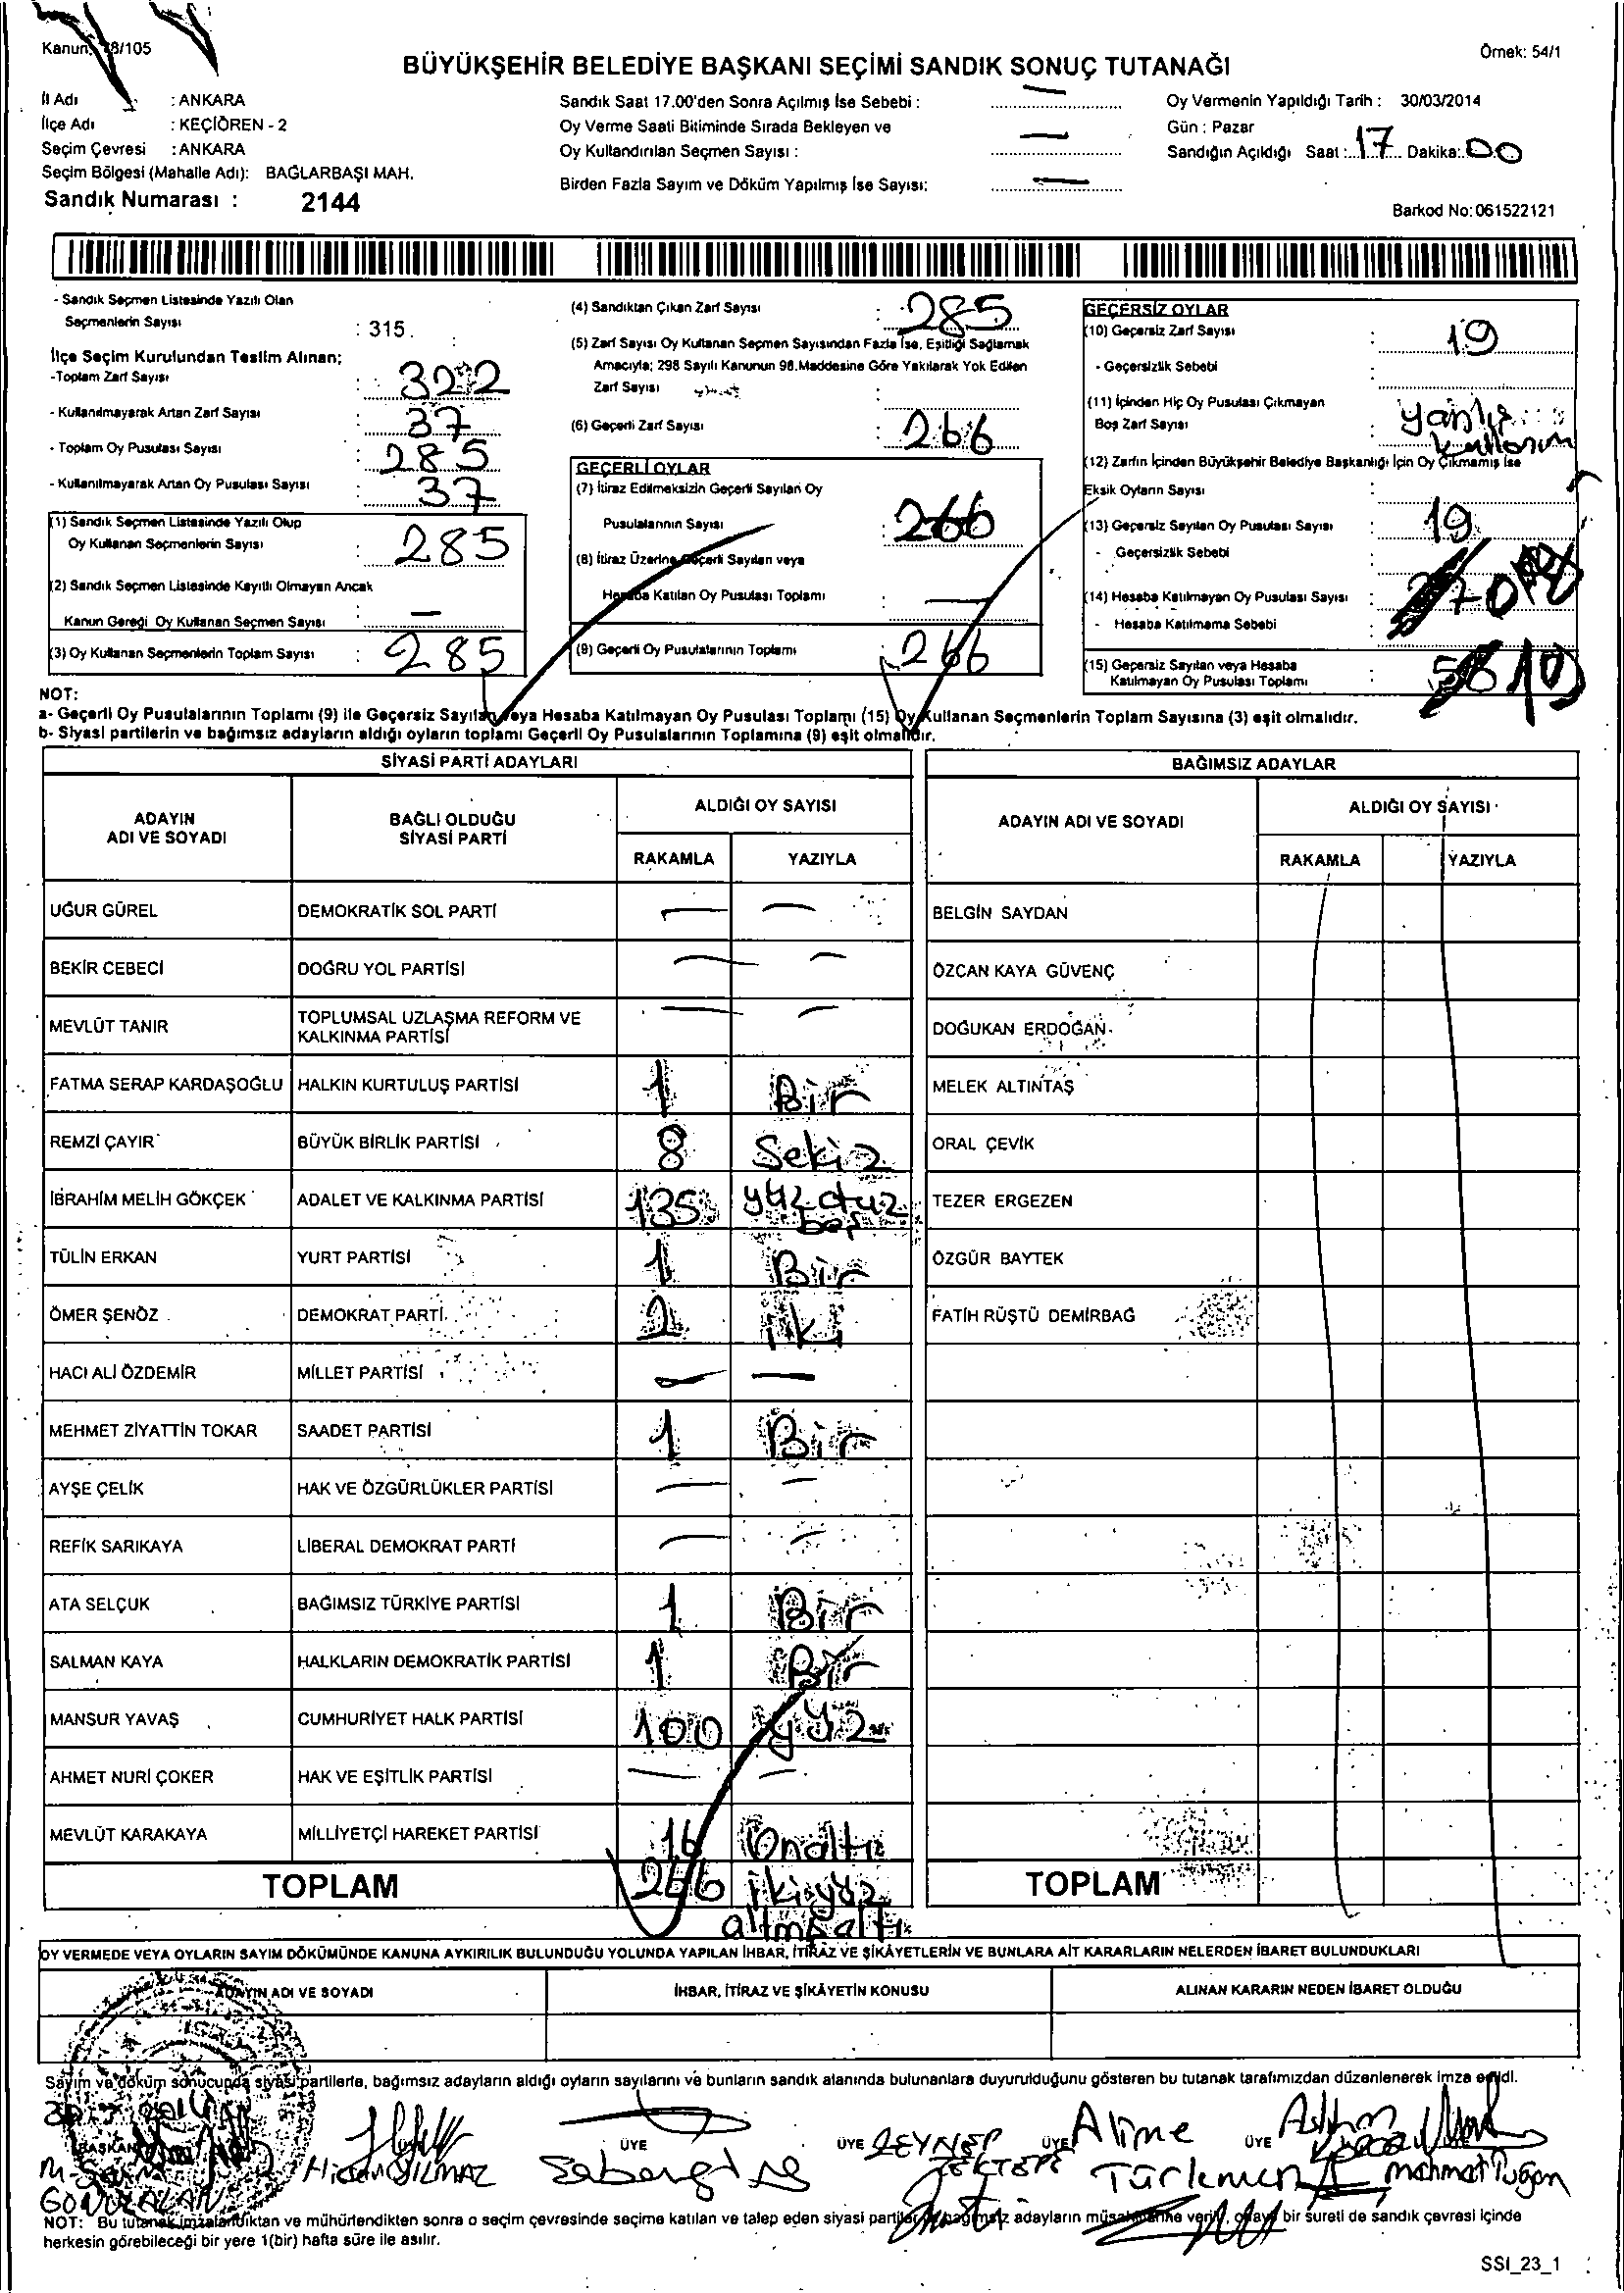 Örnek: 54/1
BÜYÜKŞEHİR BELEDİYE BAŞKANI SEÇİMİ SANDIK SONUÇ TUTANAĞI
İl Adı : ANKARA
İlçe Adı : KEÇİÖREN - 2
Seçim Çevresi : ANKARA
Seçim Bölgesi (Mahalle Adı): BAĞLARBAŞI MAH.
Sandık Numarası : 2144
Sandık Saat 17.00'den Sonra Açılmış İse Sebebi : —
Oy Verme Saati Bitiminde Sırada Bekleyen ve
Oy Kullandırılan Seçmen Sayısı : —
Birden Fazla Sayım ve Döküm Yapılmış İse Sayısı: —
Oy Vermenin Yapıldığı Tarih : 30/03/2014
Gün : Pazar
Sandığın Açıldığı Saat : 17 Dakika: 00
Barkod No: 061522121
- Sandık Seçmen Listesinde Yazılı Olan
Seçmenlerin Sayısı : 315
İlçe Seçim Kurulundan Teslim Alınan;
-Toplam Zarf Sayısı : 322
- Kullanılmayarak Artan Zarf Sayısı : 37
- Toplam Oy Pusulası Sayısı : 285
- Kullanılmayarak Artan Oy Pusulası Sayısı : 37
(1) Sandık Seçmen Listesinde Yazılı Olup
Oy Kullanan Seçmenlerin Sayısı : 285
(2) Sandık Seçmen Listesinde Kayıtlı Olmayan Ancak
Kanun Gereği Oy Kullanan Seçmen Sayısı : —
(3) Oy Kullanan Seçmenlerin Toplam Sayısı : 285
(4) Sandıktan Çıkan Zarf Sayısı : 285
(5) Zarf Sayısı Oy Kullanan Seçmen Sayısından Fazla İse, Eşitliği Sağlamak
Amacıyla; 298 Sayılı Kanunun 98.Maddesine Göre Yakılarak Yok Edilen
Zarf Sayısı :
(6) Geçerli Zarf Sayısı : 266
GEÇERLİ OYLAR
(7) İtiraz Edilmeksizin Geçerli Sayılan Oy
Pusulalarının Sayısı : 266
(8) İtiraz Üzerine Geçerli Sayılan veya
Hesaba Katılan Oy Pusulası Toplamı : —
(9) Geçerli Oy Pusulalarının Toplamı : 266
GEÇERSİZ OYLAR
(10) Geçersiz Zarf Sayısı : 19
- Geçersizlik Sebebi :
(11) İçinden Hiç Oy Pusulası Çıkmayan
Boş Zarf Sayısı : yanlış
kullanım
(12) Zarfın İçinden Büyükşehir Belediye Başkanlığı İçin Oy Çıkmamış İse
Eksik Oyların Sayısı :
(13) Geçersiz Sayılan Oy Pusulası Sayısı : 19
- Geçersizlik Sebebi :
(14) Hesaba Katılmayan Oy Pusulası Sayısı :
- Hesaba Katılmama Sebebi :
(15) Geçersiz Sayılan veya Hesaba
Katılmayan Oy Pusulası Toplamı :
NOT:
a- Geçerli Oy Pusulalarının Toplamı (9) ile Geçersiz Sayılan veya Hesaba Katılmayan Oy Pusulası Toplamı (15) Oy Kullanan Seçmenlerin Toplam Sayısına (3) eşit olmalıdır.
b- Siyasi partilerin ve bağımsız adayların aldığı oyların toplamı Geçerli Oy Pusulalarının Toplamına (9) eşit olmalıdır.
SİYASİ PARTİ ADAYLARI
ADAYIN ADI VE SOYADI BAĞLI OLDUĞU SİYASİ PARTİ ALDIĞI OY SAYISI
RAKAMLA YAZIYLA
UĞUR GÜREL DEMOKRATİK SOL PARTİ — —
BEKİR CEBECİ DOĞRU YOL PARTİSİ — —
MEVLÜT TANIR TOPLUMSAL UZLAŞMA REFORM VE KALKINMA PARTİSİ — —
FATMA SERAP KARDAŞOĞLU HALKIN KURTULUŞ PARTİSİ 1 Bir
REMZİ ÇAYIR BÜYÜK BİRLİK PARTİSİ 8 Sekiz
İBRAHİM MELİH GÖKÇEK ADALET VE KALKINMA PARTİSİ 135 yüz otuz beş
TÜLİN ERKAN YURT PARTİSİ 1 Bir
ÖMER ŞENÖZ DEMOKRAT PARTİ 2 iki
HACI ALİ ÖZDEMİR MİLLET PARTİSİ — —
MEHMET ZİYATTİN TOKAR SAADET PARTİSİ 1 Bir
AYŞE ÇELİK HAK VE ÖZGÜRLÜKLER PARTİSİ — —
REFİK SARIKAYA LİBERAL DEMOKRAT PARTİ — —
ATA SELÇUK BAĞIMSIZ TÜRKİYE PARTİSİ 1 Bir
SALMAN KAYA HALKLARIN DEMOKRATİK PARTİSİ 1 Bir
MANSUR YAVAŞ CUMHURİYET HALK PARTİSİ 100 yüz
AHMET NURİ ÇOKER HAK VE EŞİTLİK PARTİSİ — —
MEVLÜT KARAKAYA MİLLİYETÇİ HAREKET PARTİSİ 16 Onaltı
TOPLAM 266 ikiyüz altmışaltı
BAĞIMSIZ ADAYLAR
ADAYIN ADI VE SOYADI ALDIĞI OY SAYISI
RAKAMLA YAZIYLA
BELGİN SAYDAN
ÖZCAN KAYA GÜVENÇ
DOĞUKAN ERDOĞAN
MELEK ALTINTAŞ
ORAL ÇEVİK
TEZER ERGEZEN
ÖZGÜR BAYTEK
FATİH RÜŞTÜ DEMİRBAĞ
TOPLAM
OY VERMEDE VEYA OYLARIN SAYIM DÖKÜMÜNDE KANUNA AYKIRILIK BULUNDUĞU YOLUNDA YAPILAN İHBAR, İTİRAZ VE ŞİKÂYETLERİN VE BUNLARA AİT KARARLARIN NELERDEN İBARET BULUNDUKLARI
ADAYIN ADI VE SOYADI İHBAR, İTİRAZ VE ŞİKÂYETİN KONUSU ALINAN KARARIN NEDEN İBARET OLDUĞU
Sayım ve döküm sonucunda siyasi partilerle, bağımsız adayların aldığı oyların sayılarını ve bunların sandık alanında bulunanlara duyurulduğunu gösteren bu tutanak tarafımızdan düzenlenerek imza edildi.
BAŞKAN ÜYE ÜYE ÜYE ÜYE
ZEYNEP Alime
YILMAZ TEKTEPE Türkmen
NOT: Bu tutanak imzalandıktan ve mühürlendikten sonra o seçim çevresinde seçime katılan ve talep eden siyasi partiler bağımsız adayların müşahitlerine verilir, onaylı bir sureti de sandık çevresi içinde
herkesin görebileceği bir yere 1(bir) hafta süre ile asılır.
SSI_23_1